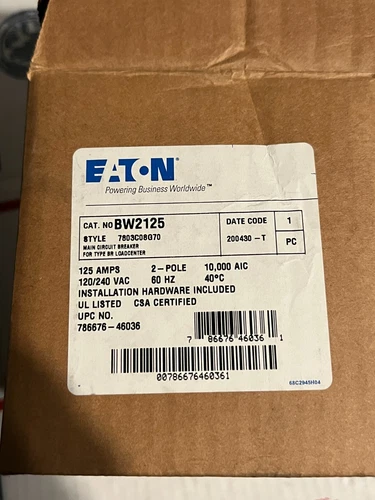 EATON
Powering Business Worldwide™
CAT. NO BW2125
STYLE 7803C08G70
MAIN CIRCUIT BREAKER
FOR TYPE BR LOADCENTER
DATE CODE 1
200430-T PC
125 AMPS 2-POLE 10,000 AIC
120/240 VAC 60 HZ 40°C
INSTALLATION HARDWARE INCLUDED
UL LISTED CSA CERTIFIED
UPC NO.
786676-46036
7 86676 46036 1
00786676460361
68C2945H04